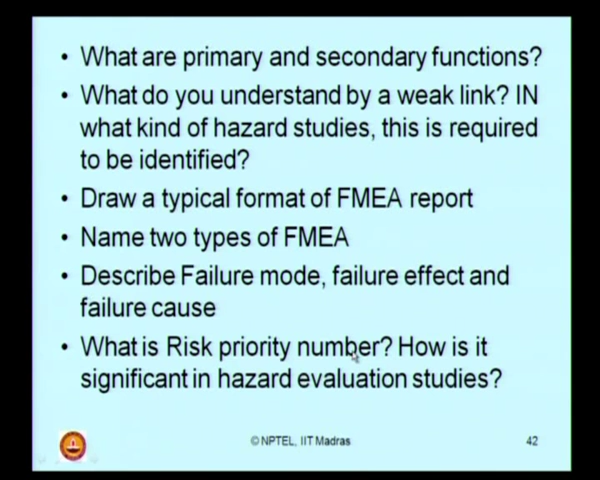 • What are primary and secondary functions?
• What do you understand by a weak link? IN
what kind of hazard studies, this is required
to be identified?
• Draw a typical format of FMEA report
• Name two types of FMEA
• Describe Failure mode, failure effect and
failure cause
• What is Risk priority number? How is it
significant in hazard evaluation studies?
© NPTEL, IIT Madras
42